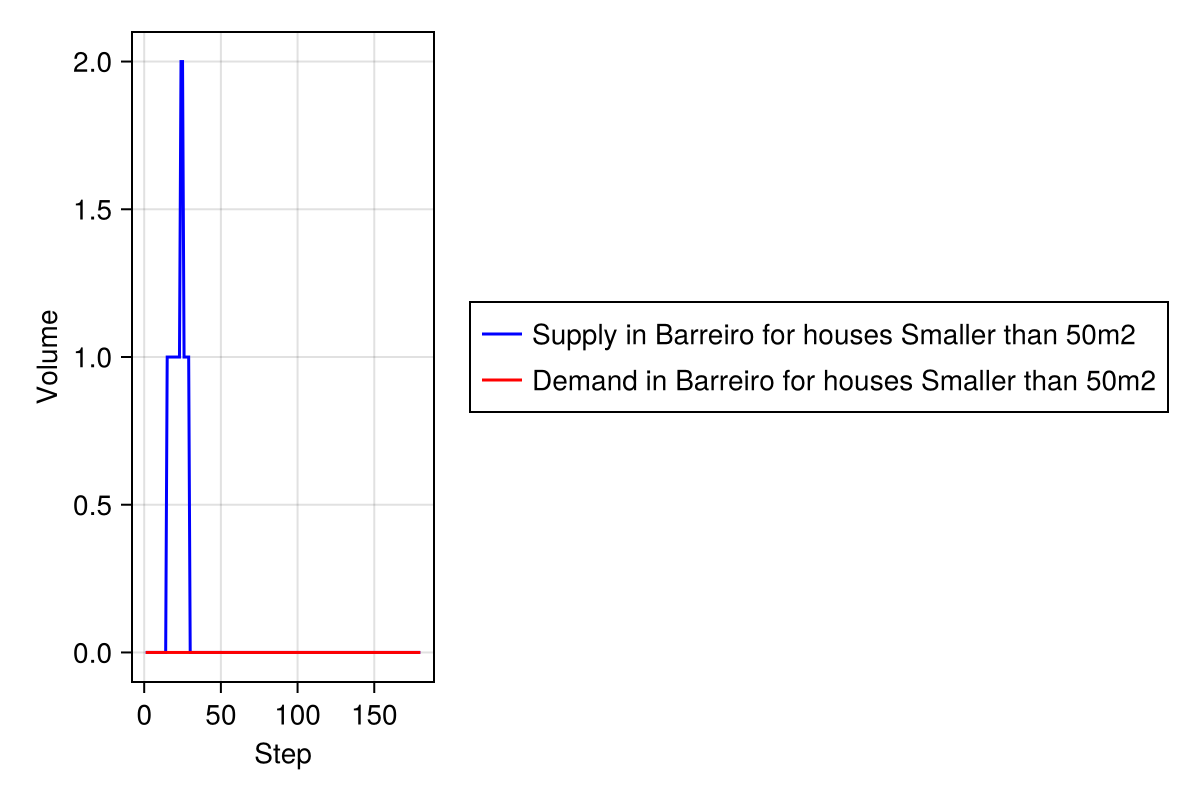 2.0
1.5
1.0
0.5
0.0
Volume
0 50 100 150
Step
Supply in Barreiro for houses Smaller than 50m2
Demand in Barreiro for houses Smaller than 50m2